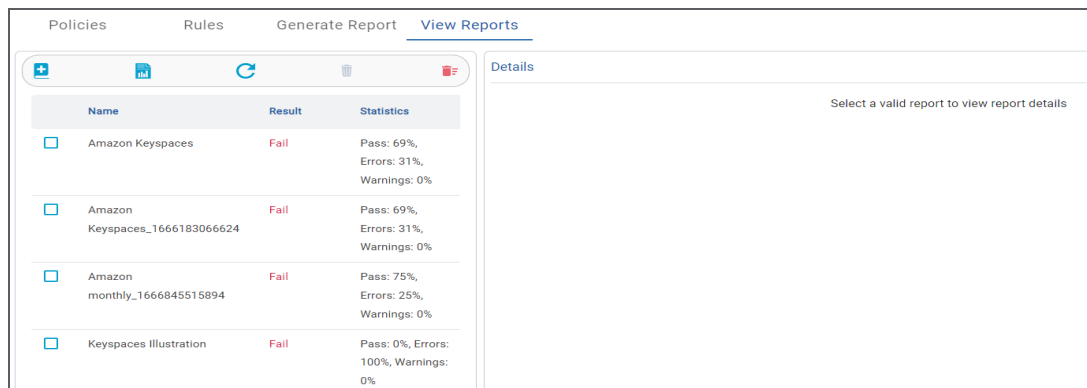 Policies Rules Generate Report View Reports
Details
Select a valid report to view report details
Name Result Statistics
Amazon Keyspaces Fail Pass: 69%,
Errors: 31%,
Warnings: 0%
Amazon Fail Pass: 69%,
Keyspaces_1666183066624 Errors: 31%,
Warnings: 0%
Amazon Fail Pass: 75%,
monthly_1666845515894 Errors: 25%,
Warnings: 0%
Keyspaces Illustration Fail Pass: 0%, Errors:
100%, Warnings:
0%